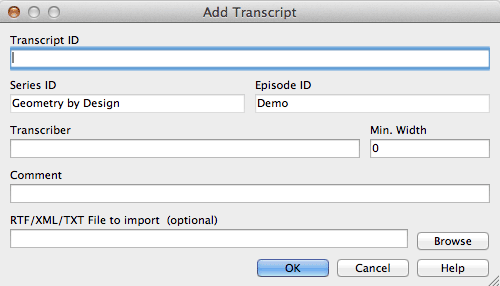 Add Transcript
Transcript ID
Series ID Episode ID
Geometry by Design Demo
Transcriber Min. Width
0
Comment
RTF/XML/TXT File to import (optional)
Browse
OK Cancel Help